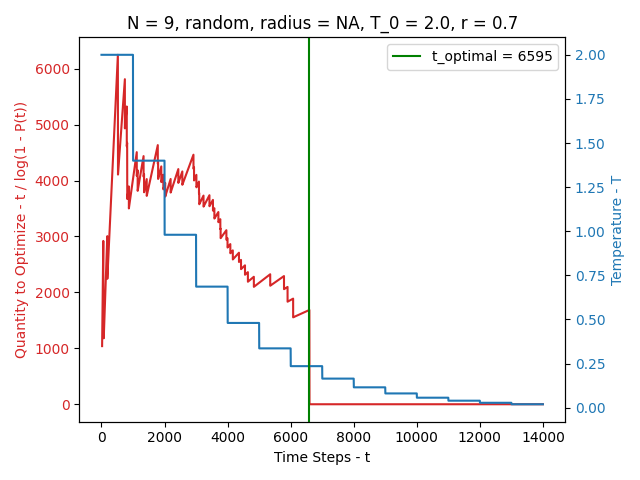 N = 9, random, radius = NA, T_0 = 2.0, r = 0.7
t_optimal = 6595
Quantity to Optimize - t / log(1 - P(t))
6000
5000
4000
3000
2000
1000
0
2.00
1.75
1.50
1.25
1.00
0.75
0.50
0.25
0.00
Temperature - T
0 2000 4000 6000 8000 10000 12000 14000
Time Steps - t